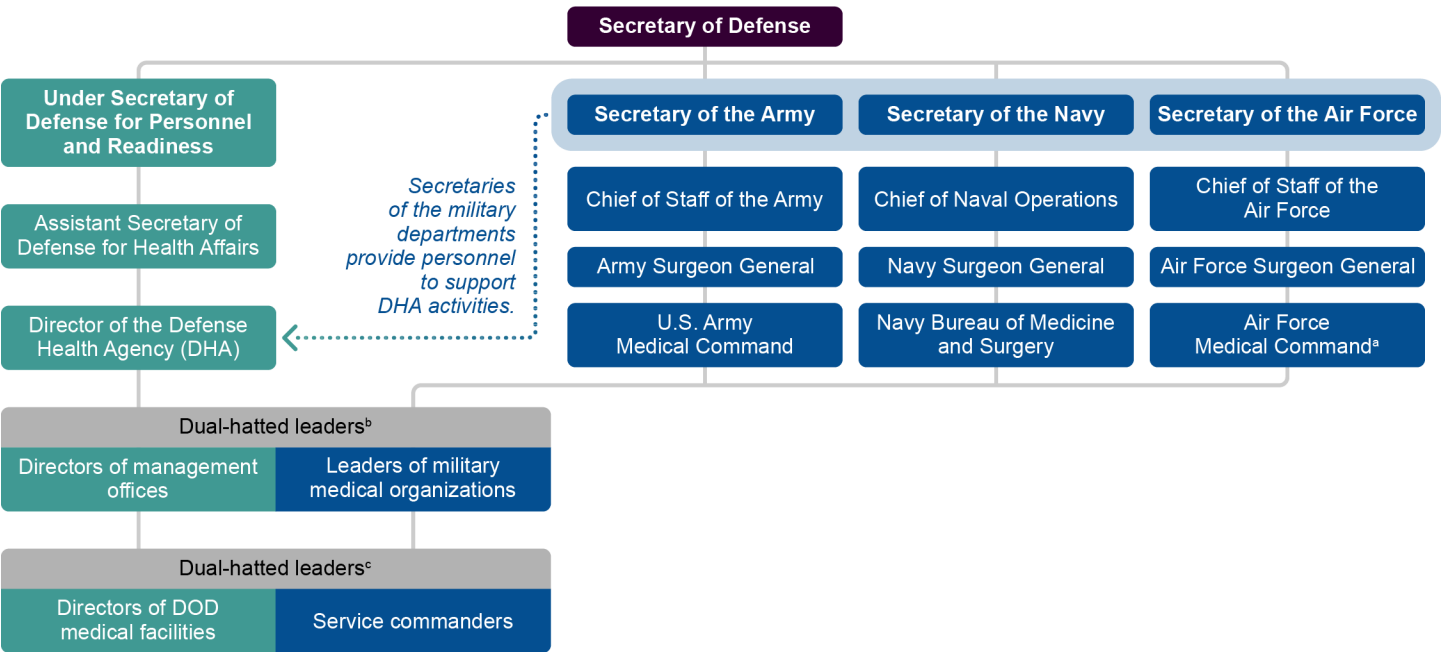 Secretary of Defense
Under Secretary of
Defense for Personnel
and Readiness
Assistant Secretary of
Defense for Health Affairs
Director of the Defense
Health Agency (DHA)
Secretaries
of the military
departments
provide personnel
to support
DHA activities.
Secretary of the Army
Secretary of the Navy
Secretary of the Air Force
Chief of Staff of the Army
Chief of Naval Operations
Chief of Staff of the
Air Force
Army Surgeon General
Navy Surgeon General
Air Force Surgeon General
U.S. Army
Medical Command
Navy Bureau of Medicine
and Surgery
Air Force
Medical Commandᵃ
Dual-hatted leadersᵇ
Directors of management
offices
Leaders of military
medical organizations
Dual-hatted leadersᶜ
Directors of DOD
medical facilities
Service commanders